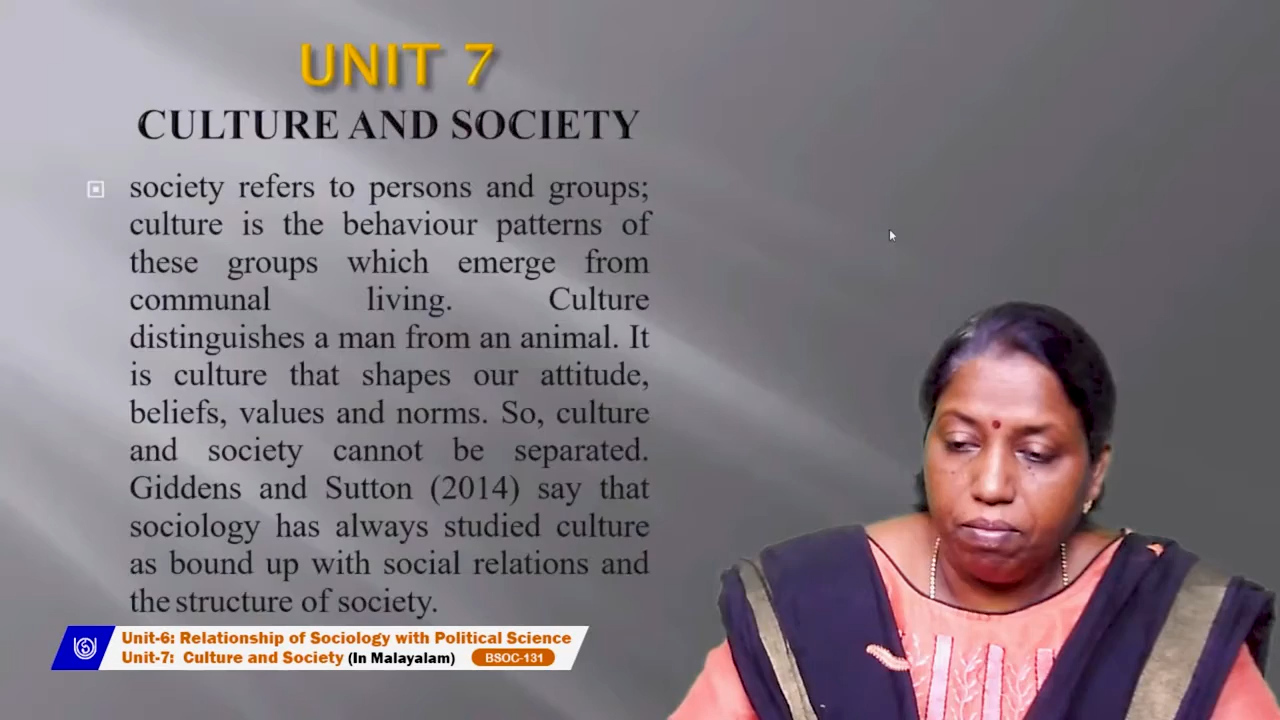 UNIT 7
CULTURE AND SOCIETY
society refers to persons and groups;
culture is the behaviour patterns of
these groups which emerge from
communal living. Culture
distinguishes a man from an animal. It
is culture that shapes our attitude,
beliefs, values and norms. So, culture
and society cannot be separated.
Giddens and Sutton (2014) say that
sociology has always studied culture
as bound up with social relations and
the structure of society.
Unit-6: Relationship of Sociology with Political Science
Unit-7: Culture and Society (In Malayalam) BSOC-131